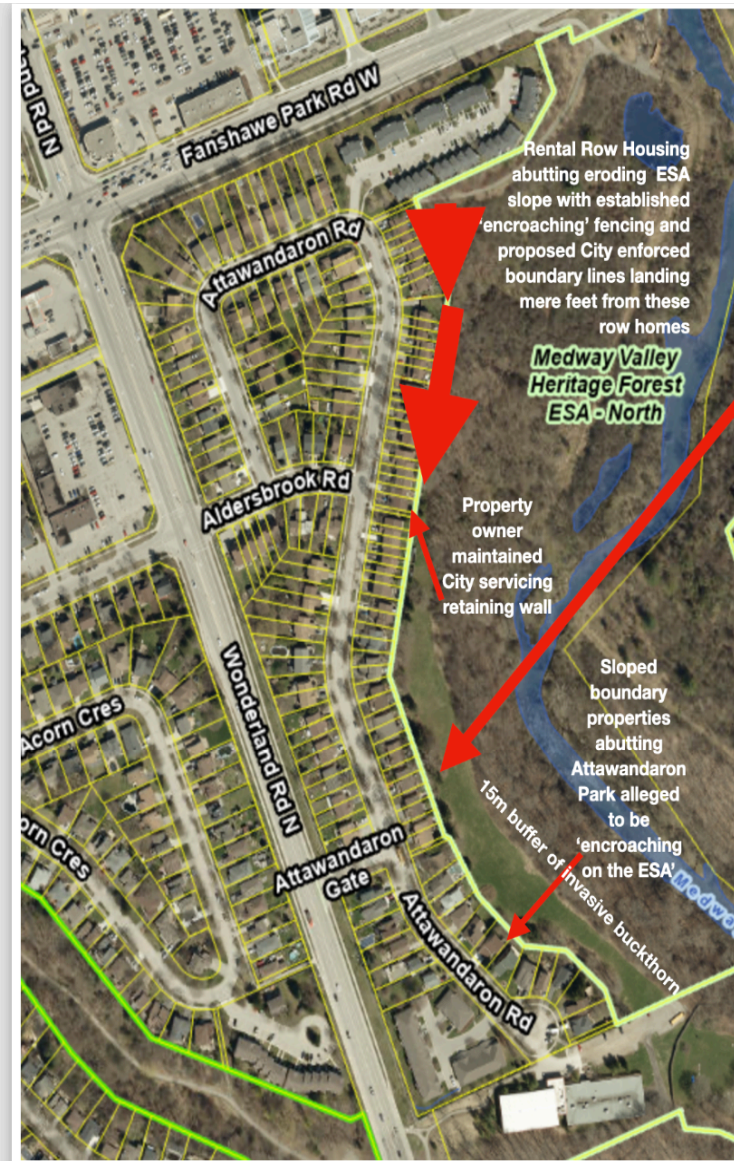 land Rd N
Fanshawe Park Rd W
Rental Row Housing
abutting eroding ESA
slope with established
'encroaching' fencing and
proposed City enforced
boundary lines landing
mere feet from these
row homes
Attawandaron Rd
Medway Valley
Heritage Forest
ESA - North
Aldersbrook Rd
Property
owner
maintained
City servicing
retaining wall
Wonderland Rd N
Acorn Cres
Sloped
boundary
properties
abutting
Attawandaron
Park alleged
to be
'encroaching
on the ESA'
15m buffer of invasive buckthorn
orn Cres
Attawandaron
Gate
Attawandaron Rd
Medwa